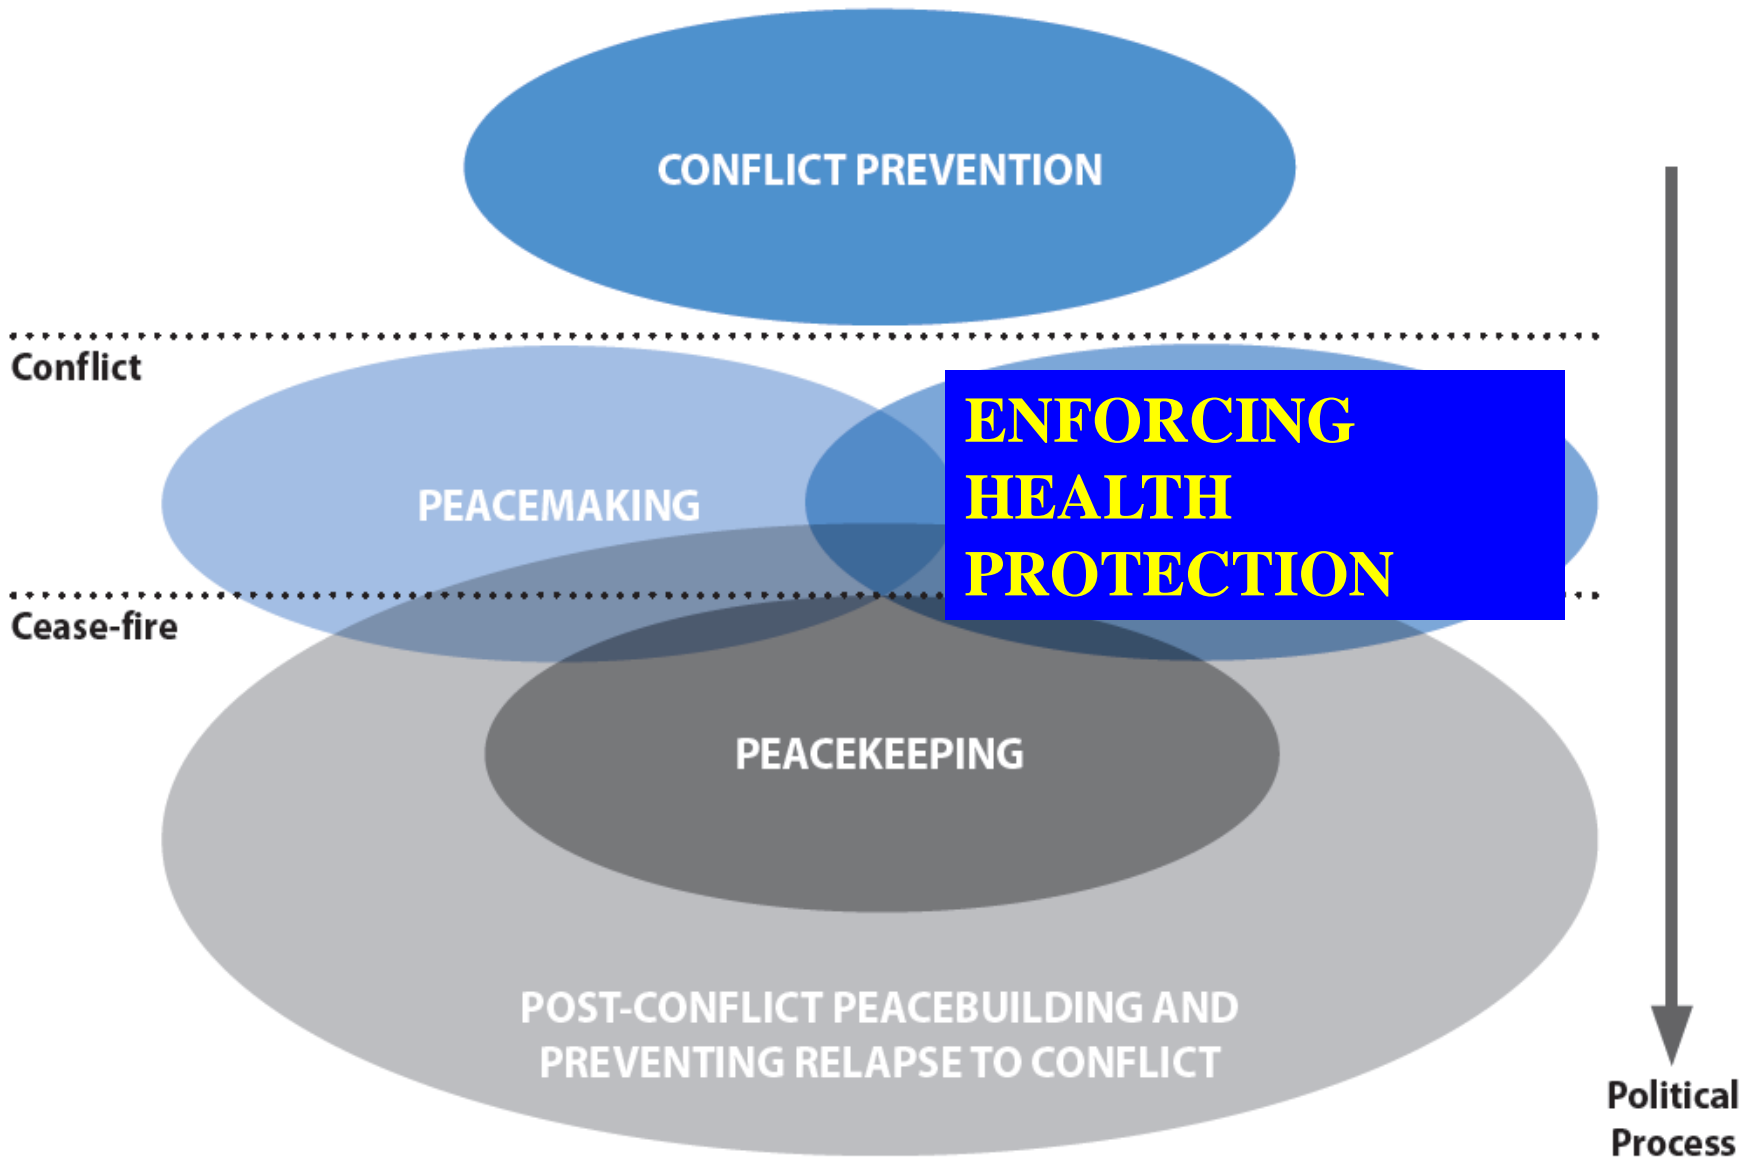 CONFLICT PREVENTION
Conflict
ENFORCING
HEALTH
PROTECTION
PEACEMAKING
Cease-fire
PEACEKEEPING
POST-CONFLICT PEACEBUILDING AND
PREVENTING RELAPSE TO CONFLICT
Political
Process